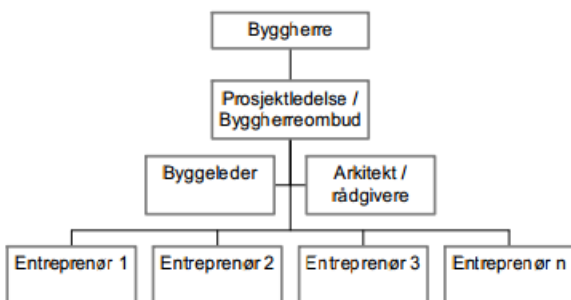 Byggherre
Prosjektledelse /
Byggherreombud
Byggeleder
Arkitekt /
rådgivere
Entreprenør 1
Entreprenør 2
Entreprenør 3
Entreprenør n